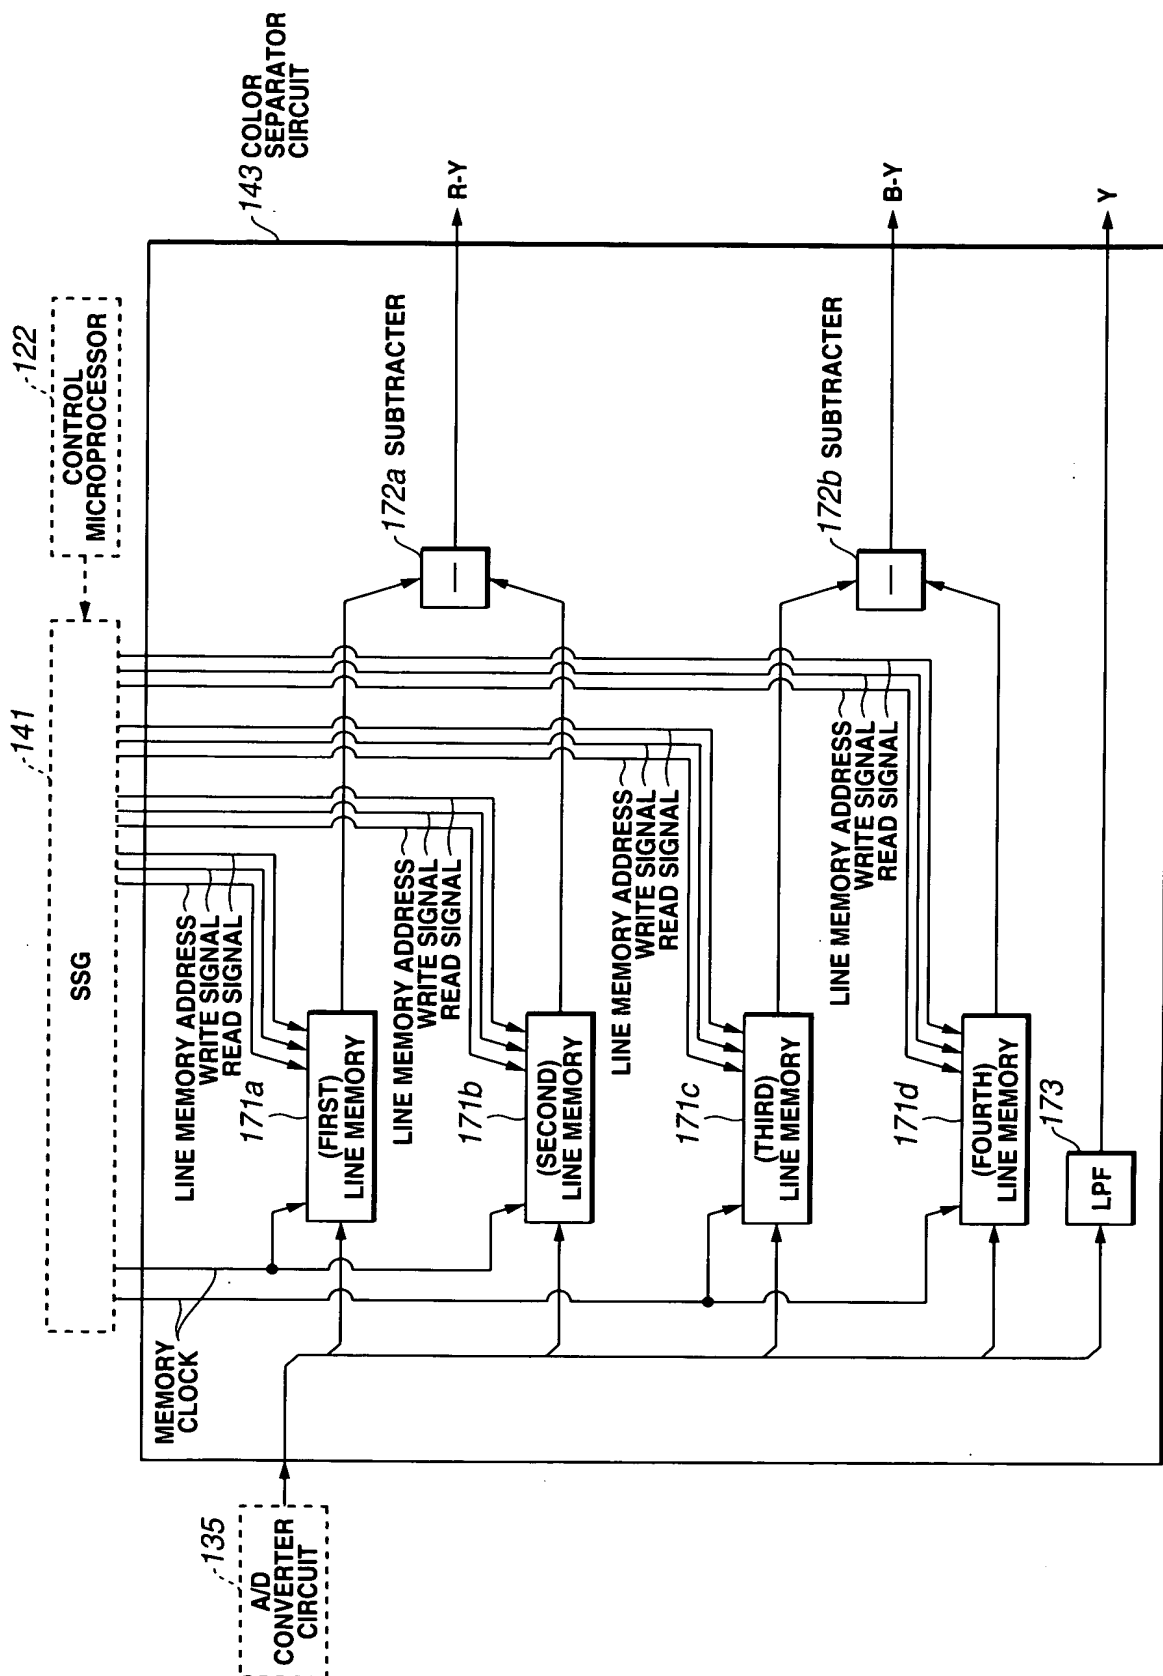 122
CONTROL
MICROPROCESSOR
141
SSG
143 COLOR
SEPARATOR
CIRCUIT
135
A/D
CONVERTER
CIRCUIT
MEMORY
CLOCK
LINE MEMORY ADDRESS
WRITE SIGNAL
READ SIGNAL
171a
(FIRST)
LINE MEMORY
172a SUBTRACTER
—
R-Y
LINE MEMORY ADDRESS
WRITE SIGNAL
READ SIGNAL
171b
(SECOND)
LINE MEMORY
LINE MEMORY ADDRESS
WRITE SIGNAL
READ SIGNAL
171c
(THIRD)
LINE MEMORY
172b SUBTRACTER
—
B-Y
LINE MEMORY ADDRESS
WRITE SIGNAL
READ SIGNAL
171d
(FOURTH)
LINE MEMORY
173
LPF
Y